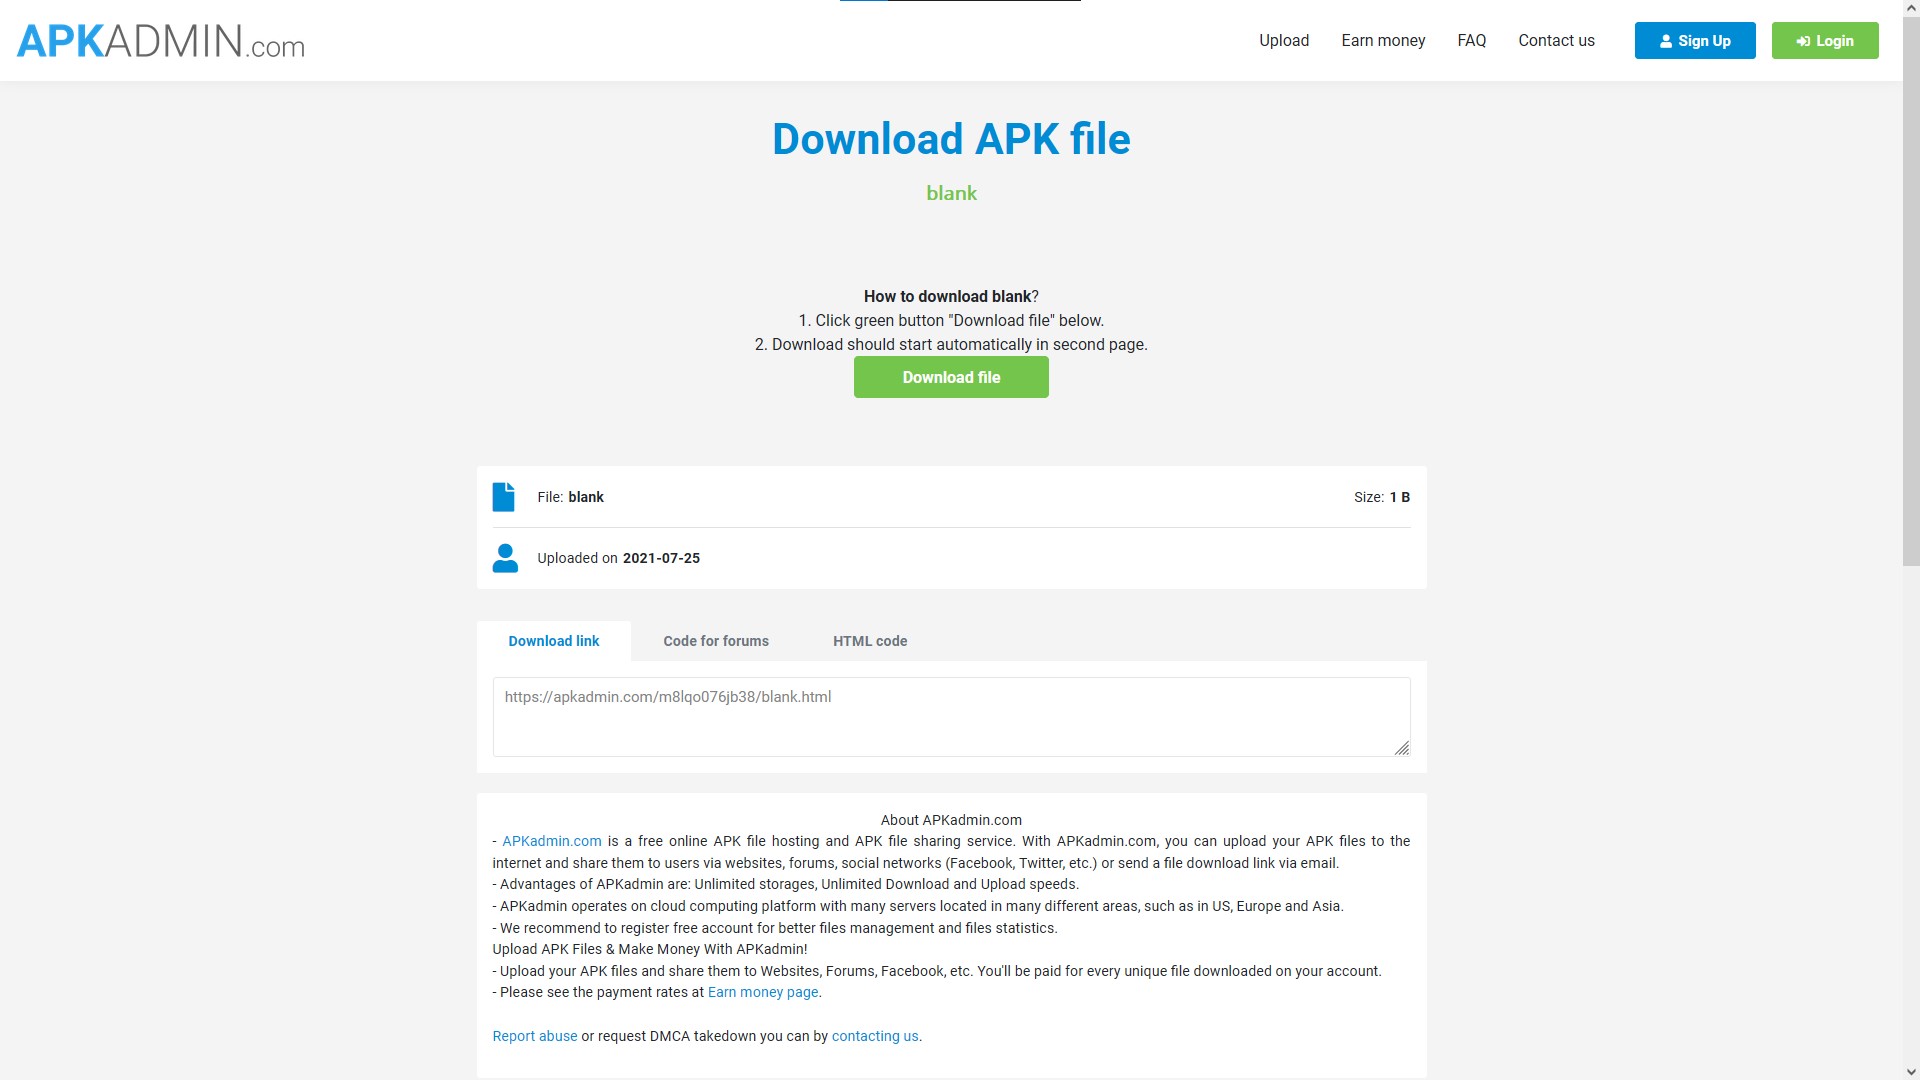 APKADMIN.com
Upload
Earn money
FAQ
Contact us
Sign Up
Login
Download APK file
blank
How to download blank?
1. Click green button "Download file" below.
2. Download should start automatically in second page.
Download file
File: blank
Size: 1 B
Uploaded on 2021-07-25
Download link
Code for forums
HTML code
https://apkadmin.com/m8lqo076jb38/blank.html
About APKadmin.com
- APKadmin.com is a free online APK file hosting and APK file sharing service. With APKadmin.com, you can upload your APK files to the
internet and share them to users via websites, forums, social networks (Facebook, Twitter, etc.) or send a file download link via email.
- Advantages of APKadmin are: Unlimited storages, Unlimited Download and Upload speeds.
- APKadmin operates on cloud computing platform with many servers located in many different areas, such as in US, Europe and Asia.
- We recommend to register free account for better files management and files statistics.
Upload APK Files & Make Money With APKadmin!
- Upload your APK files and share them to Websites, Forums, Facebook, etc. You'll be paid for every unique file downloaded on your account.
- Please see the payment rates at Earn money page.
Report abuse or request DMCA takedown you can by contacting us.